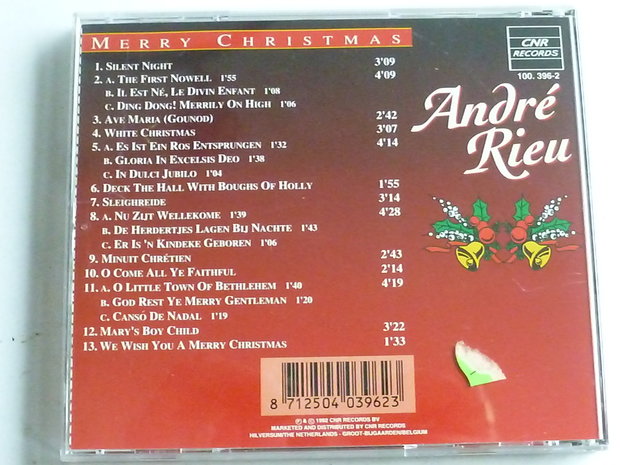 MERRY CHRISTMAS
CNR
RECORDS
100. 396-2
André
Rieu
1. SILENT NIGHT 3'09
2. A. THE FIRST NOWELL 1'55 4'09
B. IL EST NÉ, LE DIVIN ENFANT 1'08
C. DING DONG! MERRILY ON HIGH 1'06
3. AVE MARIA (GOUNOD) 2'42
4. WHITE CHRISTMAS 3'07
5. A. ES IST EIN ROS ENTSPRUNGEN 1'32 4'14
B. GLORIA IN EXCELSIS DEO 1'38
C. IN DULCI JUBILO 1'04
6. DECK THE HALL WITH BOUGHS OF HOLLY 1'55
7. SLEIGHREIDE 3'14
8. A. NU ZIJT WELLEKOME 1'39 4'28
B. DE HERDERTJES LAGEN BIJ NACHTE 1'43
C. ER IS 'N KINDEKE GEBOREN 1'06
9. MINUIT CHRÉTIEN 2'43
10. O COME ALL YE FAITHFUL 2'14
11. A. O LITTLE TOWN OF BETHLEHEM 1'40 4'19
B. GOD REST YE MERRY GENTLEMAN 1'20
C. CANSÓ DE NADAL 1'19
12. MARY'S BOY CHILD 3'22
13. WE WISH YOU A MERRY CHRISTMAS 1'33
8 712504 039623
℗ & © 1992 CNR RECORDS BV
MARKETED AND DISTRIBUTED BY CNR RECORDS
HILVERSUM/THE NETHERLANDS - GROOT-BIJGAARDEN/BELGIUM